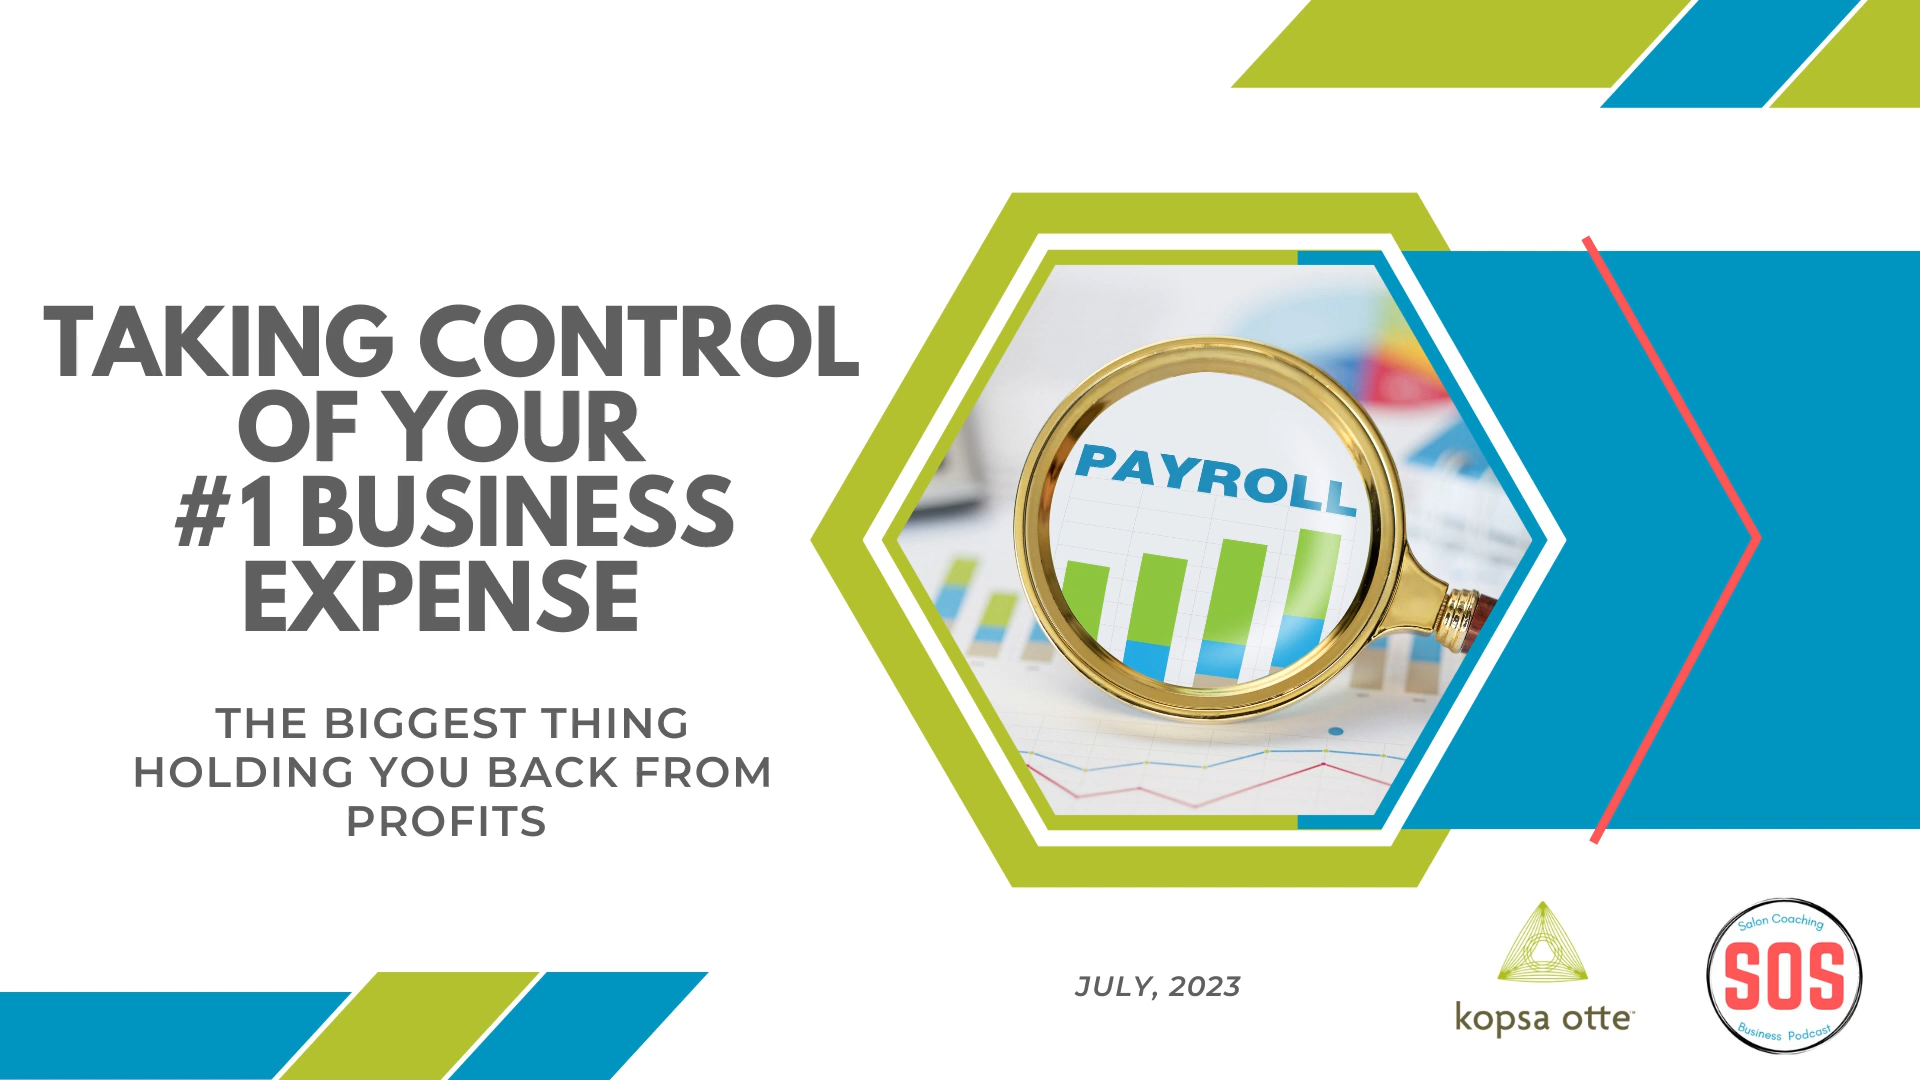 TAKING CONTROL
OF YOUR
#1 BUSINESS
EXPENSE
THE BIGGEST THING
HOLDING YOU BACK FROM
PROFITS
PAYROLL
JULY, 2023
kopsa otte
Salon Coaching
SOS
Business Podcast